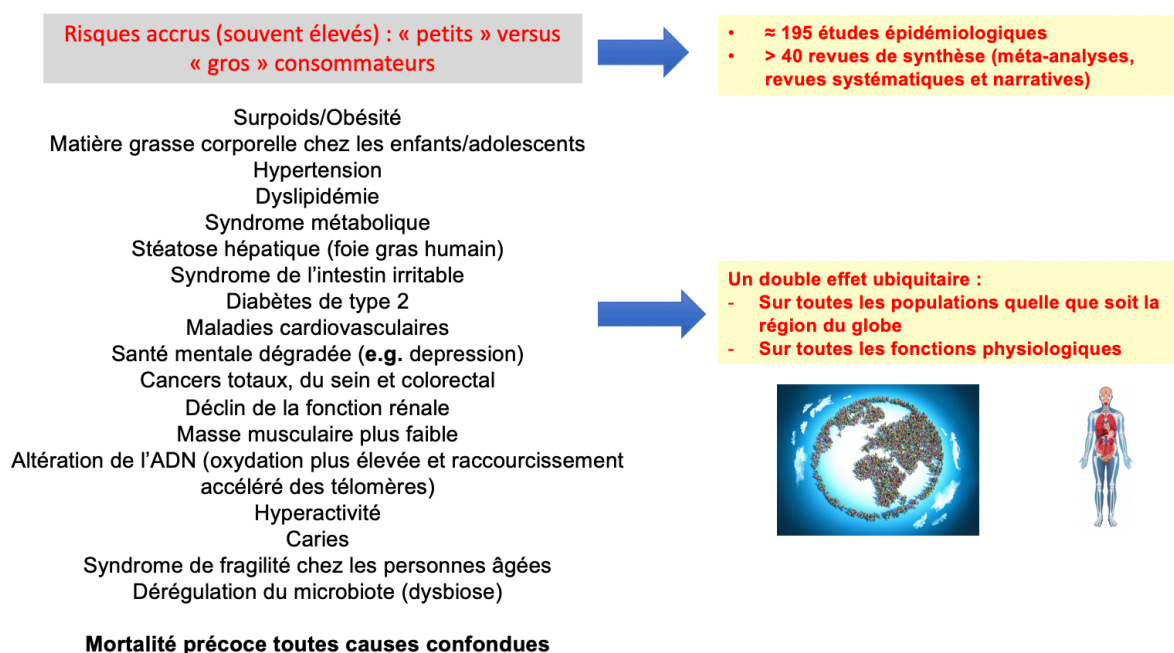 Risques accrus (souvent élevés) : « petits » versus
« gros » consommateurs
• ≈ 195 études épidémiologiques
• > 40 revues de synthèse (méta-analyses,
revues systématiques et narratives)
Surpoids/Obésité
Matière grasse corporelle chez les enfants/adolescents
Hypertension
Dyslipidémie
Syndrome métabolique
Stéatose hépatique (foie gras humain)
Syndrome de l’intestin irritable
Diabètes de type 2
Maladies cardiovasculaires
Santé mentale dégradée (e.g. depression)
Cancers totaux, du sein et colorectal
Déclin de la fonction rénale
Masse musculaire plus faible
Altération de l’ADN (oxydation plus élevée et raccourcissement
accéléré des télomères)
Hyperactivité
Caries
Syndrome de fragilité chez les personnes âgées
Dérégulation du microbiote (dysbiose)
Mortalité précoce toutes causes confondues
Un double effet ubiquitaire :
- Sur toutes les populations quelle que soit la
région du globe
- Sur toutes les fonctions physiologiques